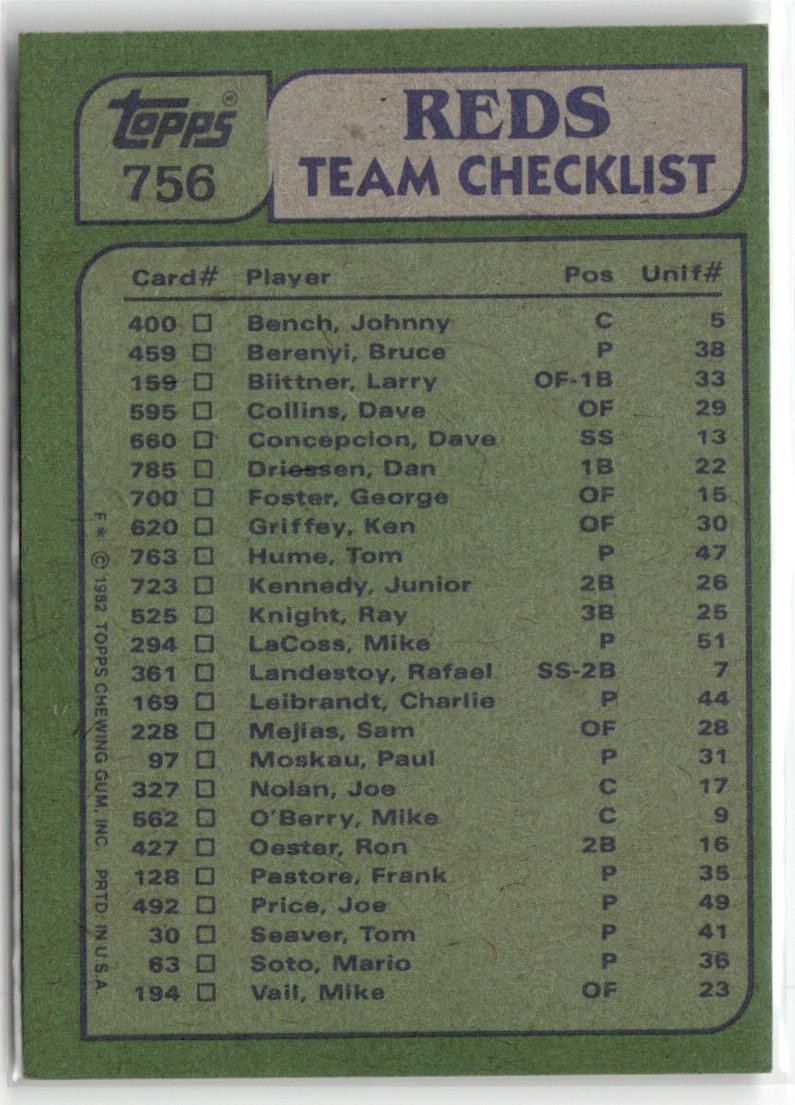 TOPPS®
756
REDS
TEAM CHECKLIST
Card# Player Pos Unif#
400 □ Bench, Johnny C 5
459 □ Berenyi, Bruce P 38
159 □ Biittner, Larry OF-1B 33
595 □ Collins, Dave OF 29
660 □ Concepcion, Dave SS 13
785 □ Driessen, Dan 1B 22
700 □ Foster, George OF 15
620 □ Griffey, Ken OF 30
763 □ Hume, Tom P 47
723 □ Kennedy, Junior 2B 26
525 □ Knight, Ray 3B 25
294 □ LaCoss, Mike P 51
361 □ Landestoy, Rafael SS-2B 7
169 □ Leibrandt, Charlie P 44
228 □ Mejias, Sam OF 28
97 □ Moskau, Paul P 31
327 □ Nolan, Joe C 17
562 □ O'Berry, Mike C 9
427 □ Oester, Ron 2B 16
128 □ Pastore, Frank P 35
492 □ Price, Joe P 49
30 □ Seaver, Tom P 41
63 □ Soto, Mario P 36
194 □ Vail, Mike OF 23
F* © 1982 TOPPS CHEWING GUM, INC. PRTD. IN U.S.A.